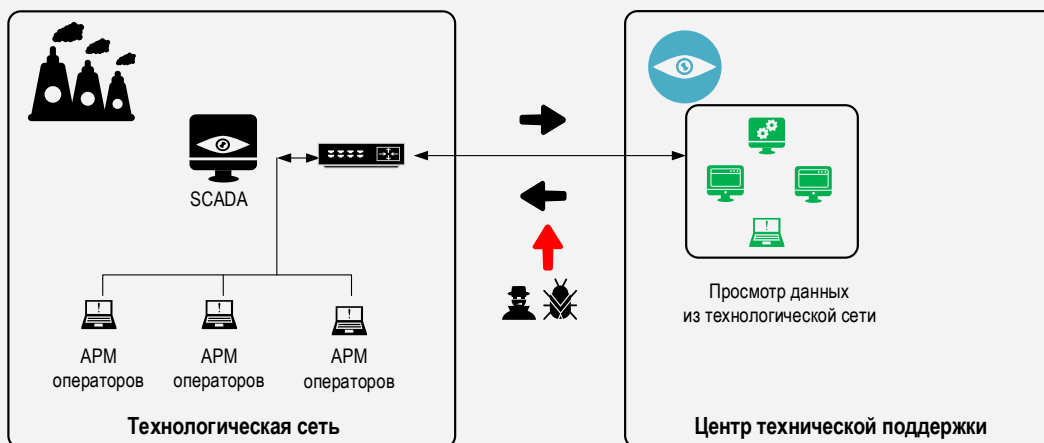 SCADA
АРМ
операторов
АРМ
операторов
АРМ
операторов
Технологическая сеть
Просмотр данных
из технологической сети
Центр технической поддержки